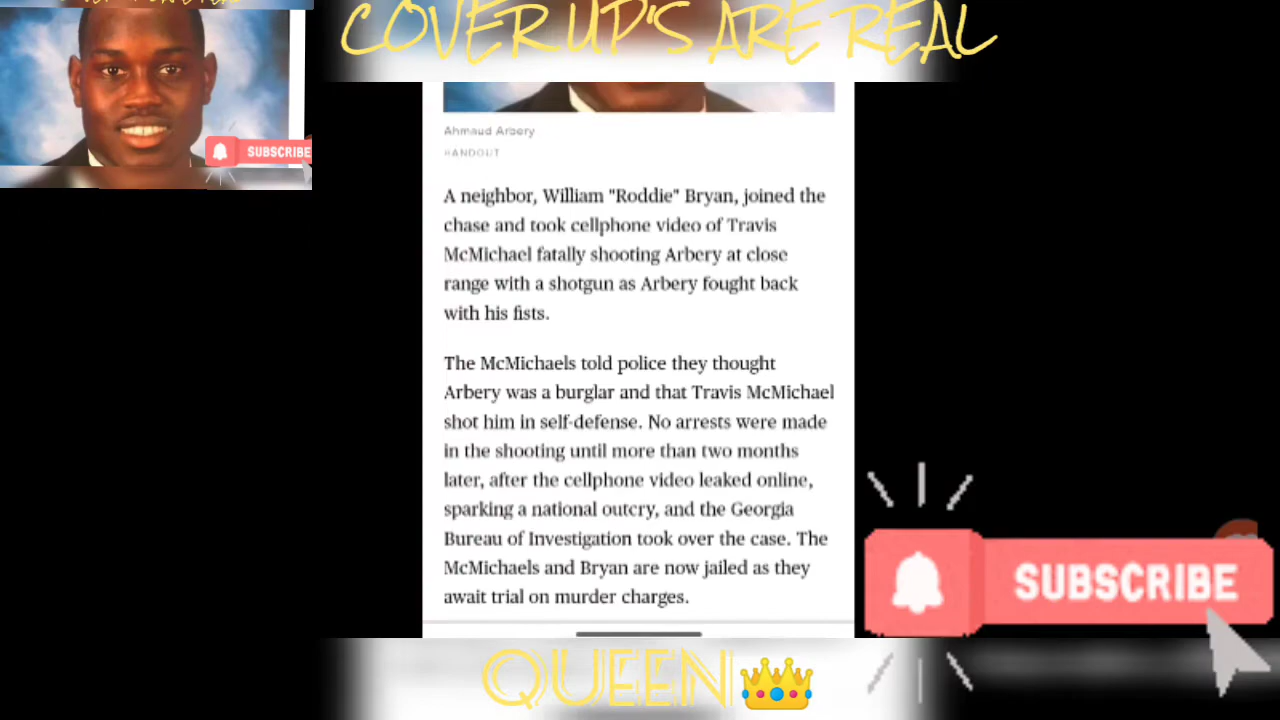 COVER UP'S ARE REAL
SUBSCRIBE
Ahmaud Arbery
HANDOUT
A neighbor, William "Roddie" Bryan, joined the
chase and took cellphone video of Travis
McMichael fatally shooting Arbery at close
range with a shotgun as Arbery fought back
with his fists.
The McMichaels told police they thought
Arbery was a burglar and that Travis McMichael
shot him in self-defense. No arrests were made
in the shooting until more than two months
later, after the cellphone video leaked online,
sparking a national outcry, and the Georgia
Bureau of Investigation took over the case. The
McMichaels and Bryan are now jailed as they
await trial on murder charges.
SUBSCRIBE
QUEEN👑